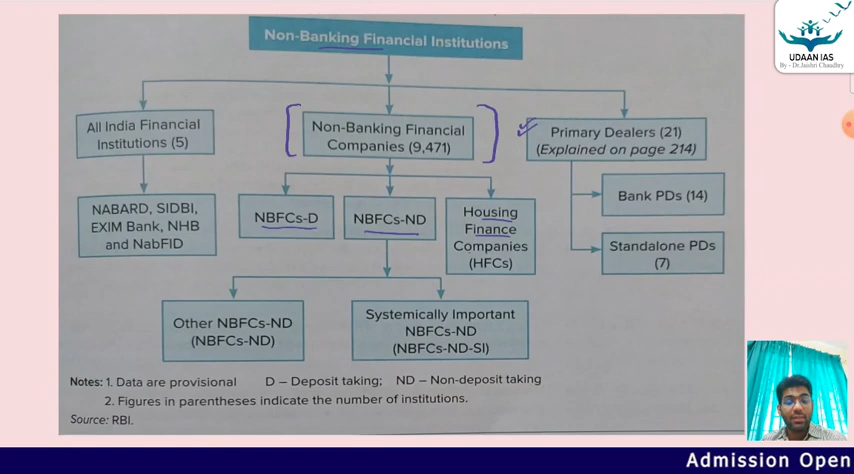 Non-Banking Financial Institutions
UDAAN IAS
By - Dr.Jaishri Chaudhry
All India Financial
Institutions (5)
Non-Banking Financial
Companies (9,471)
Primary Dealers (21)
(Explained on page 214)
NABARD, SIDBI,
EXIM Bank, NHB
and NabFID
NBFCs-D
NBFCs-ND
Housing
Finance
Companies
(HFCs)
Bank PDs (14)
Standalone PDs
(7)
Other NBFCs-ND
(NBFCs-ND)
Systemically Important
NBFCs-ND
(NBFCs-ND-SI)
Notes: 1. Data are provisional D – Deposit taking; ND – Non-deposit taking
2. Figures in parentheses indicate the number of institutions.
Source: RBI.
Admission Open